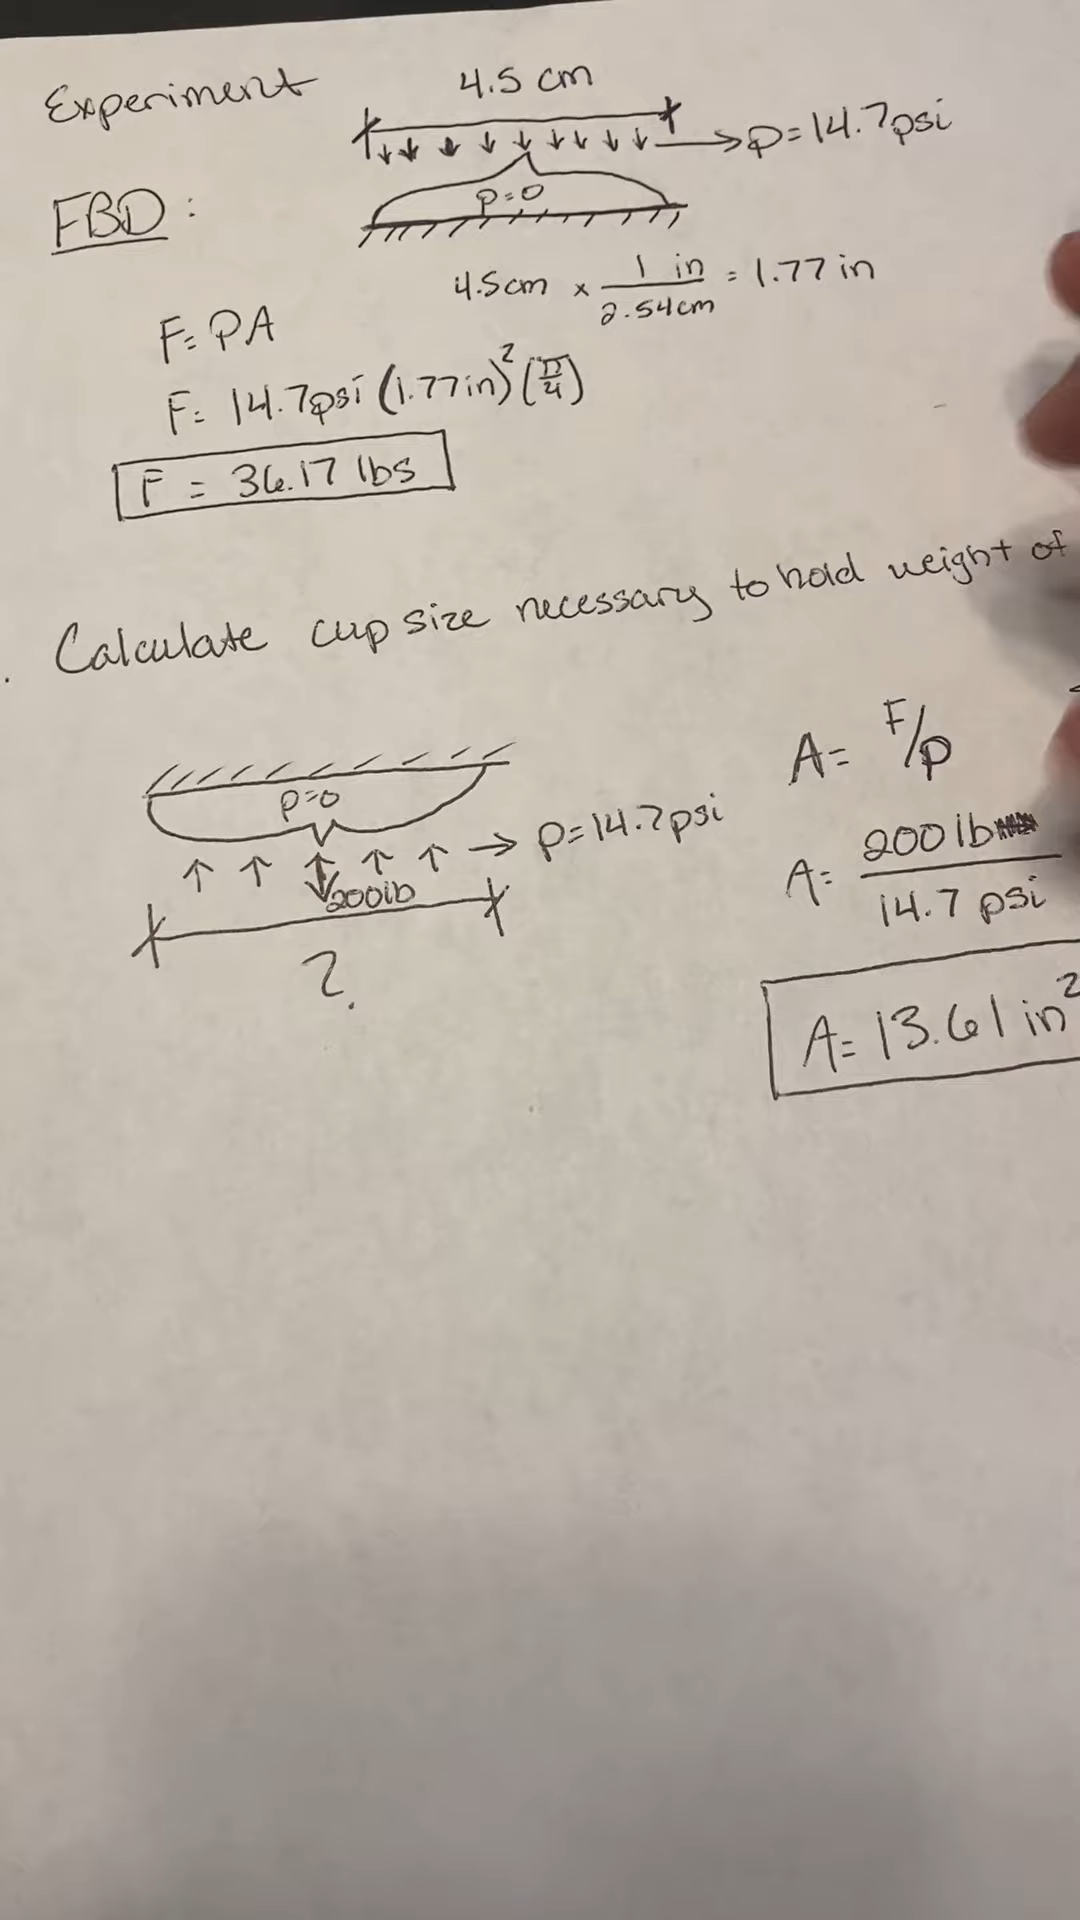 Experiment
4.5 cm
p=14.7psi
FBD:
p=0
4.5cm × 1 in / 2.54cm = 1.77 in
F= PA
F= 14.7psi (1.77in)² (π/4)
F = 36.17 lbs
. Calculate cup size necessary to hold weight of
A= F/p
p=0
p=14.7psi
200lb
?
A= 200 lb / 14.7 psi
A= 13.61 in²